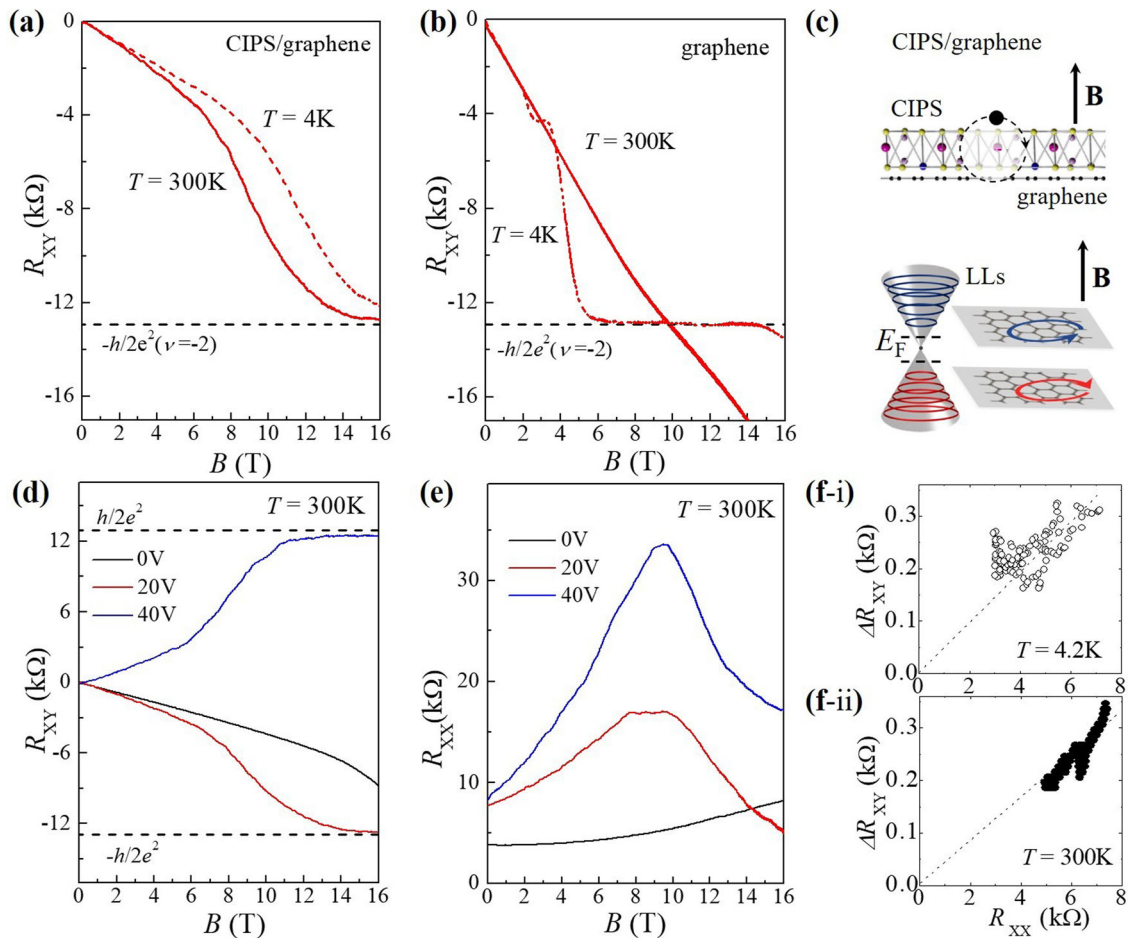 (a)
CIPS/graphene
T = 4K
T = 300K
-h/2e²(ν=-2)
0
-4
-8
-12
-16
R_XY (kΩ)
0 2 4 6 8 10 12 14 16
B (T)
(b)
graphene
T = 300K
T = 4K
-h/2e²(ν=-2)
0
-4
-8
-12
-16
R_XY (kΩ)
0 2 4 6 8 10 12 14 16
B (T)
(c)
CIPS/graphene
B
CIPS
graphene
LLs
B
E_F
(d)
T = 300K
h/2e²
0V
20V
40V
-h/2e²
12
6
0
-6
-12
R_XY (kΩ)
0 2 4 6 8 10 12 14 16
B (T)
(e)
T = 300K
0V
20V
40V
30
20
10
0
R_XX(kΩ)
0 2 4 6 8 10 12 14 16
B (T)
(f-i)
0.3
0.2
0.1
0.0
ΔR_XY (kΩ)
T = 4.2K
0 2 4 6 8
(f-ii)
0.3
0.2
0.1
0.0
ΔR_XY (kΩ)
T = 300K
0 2 4 6 8
R_XX (kΩ)